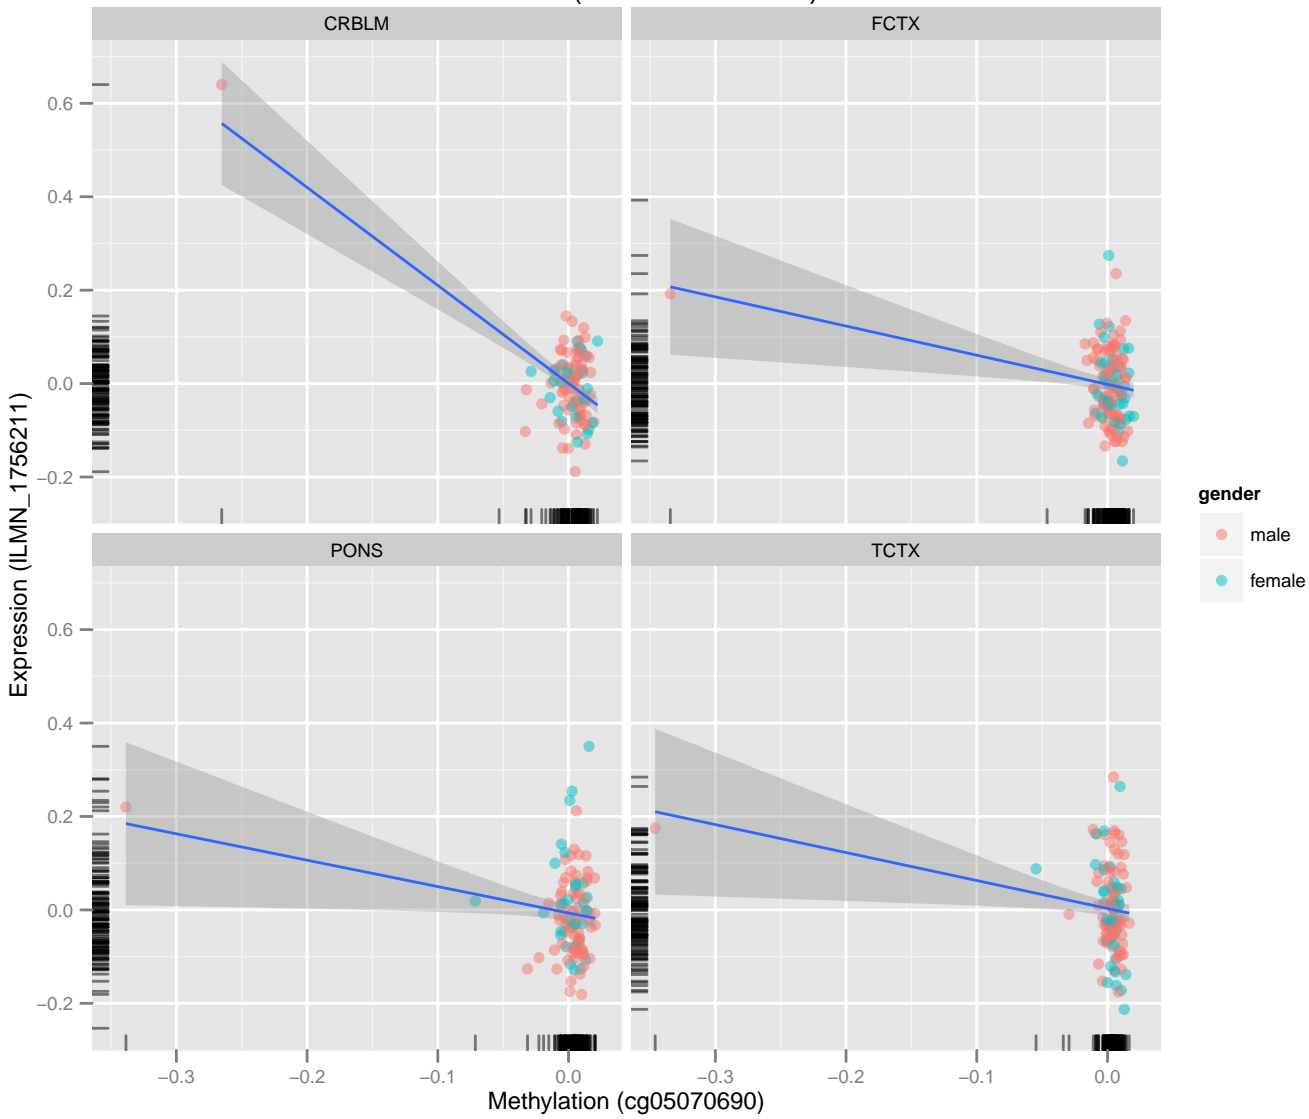 CRBLM
FCTX
0.6
0.4
0.2
0.0
−0.2
PONS
TCTX
0.6
0.4
0.2
0.0
−0.2
−0.3
−0.2
−0.1
0.0
−0.3
−0.2
−0.1
0.0
Expression (ILMN_1756211)
Methylation (cg05070690)
gender
male
female